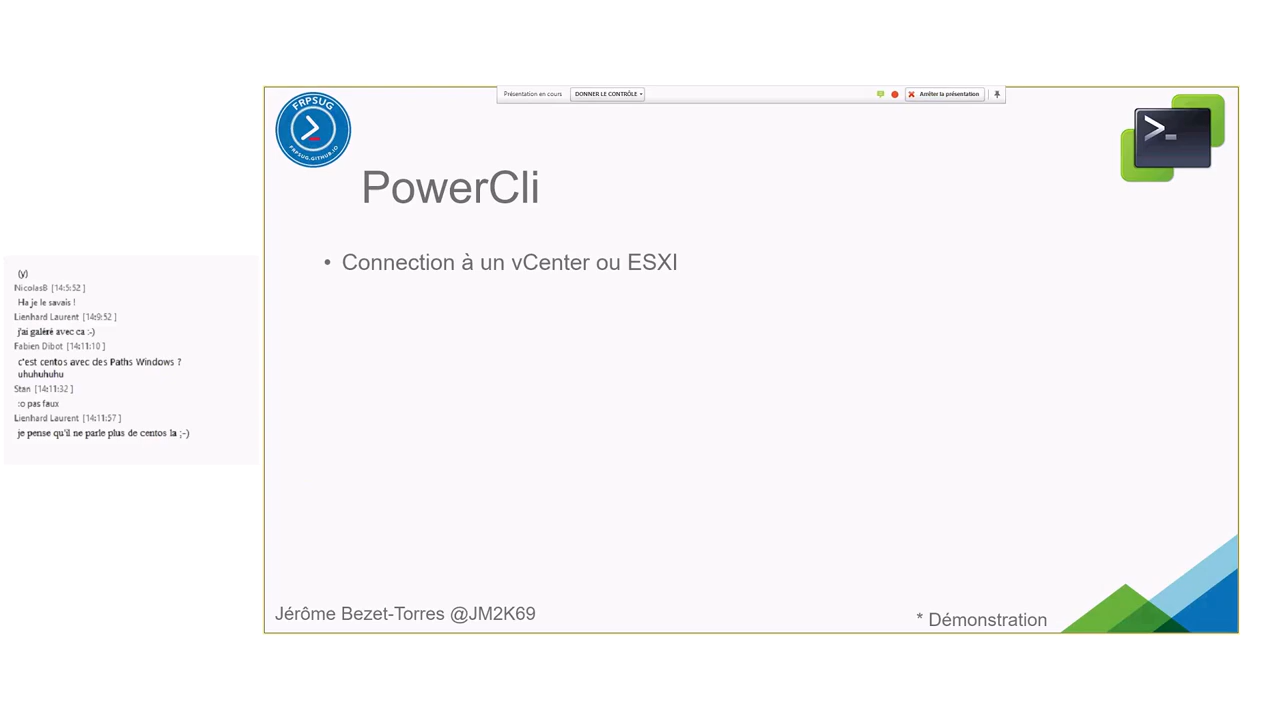 Présentation en cours
DONNER LE CONTRÔLE
Arrêter la présentation
FRPSUG
FRPSUG.GITHUB.IO
PowerCli
• Connection à un vCenter ou ESXI
(y)
NicolasB [14:5:52 ]
Ha je le savais !
Lienhard Laurent [14:9:52 ]
j'ai galéré avec ca :-)
Fabien Dibot [14:11:10 ]
c'est centos avec des Paths Windows ?
uhuhuhuhu
Stan [14:11:32 ]
:o pas faux
Lienhard Laurent [14:11:57 ]
je pense qu'il ne parle plus de centos la ;-)
Jérôme Bezet-Torres @JM2K69
* Démonstration